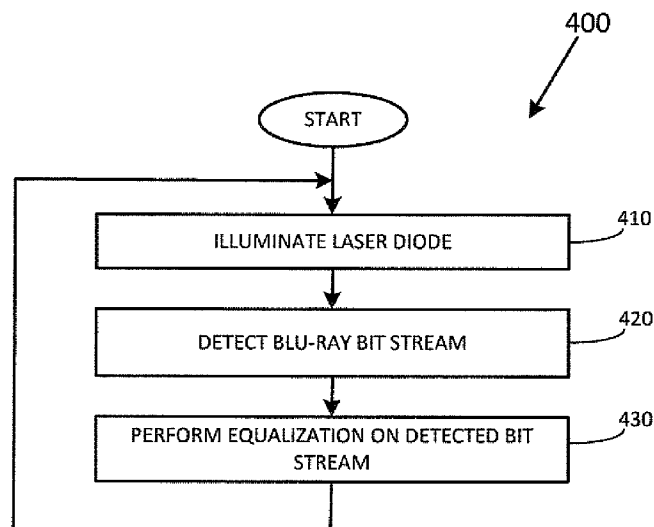 400
START
ILLUMINATE LASER DIODE
410
DETECT BLU-RAY BIT STREAM
420
PERFORM EQUALIZATION ON DETECTED BIT
STREAM
430